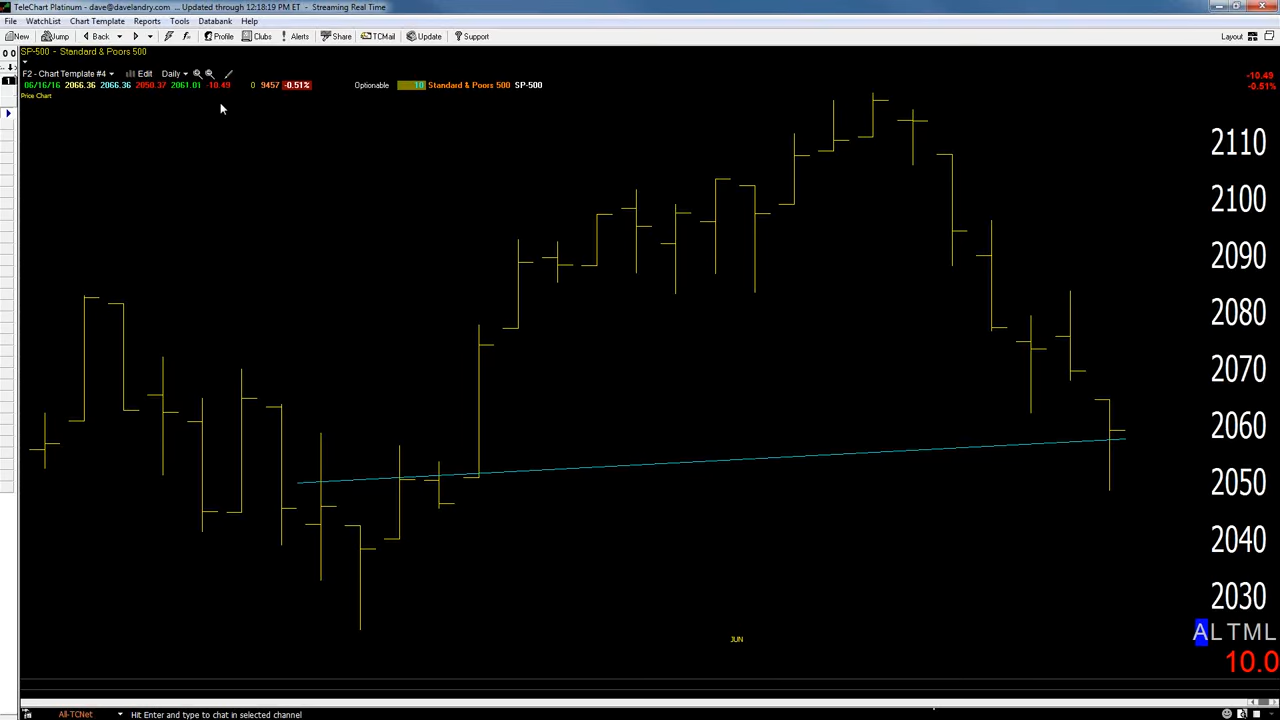 TeleChart Platinum - dave@davelandry.com ... Updated through 12:18:19 PM ET - Streaming Real Time
File WatchList Chart Template Reports Tools Databank Help
New Jump Back Profile Clubs Alerts Share TCMail Update Support Layout
SP-500 - Standard & Poors 500
0 0
F2 - Chart Template #4 Edit Daily
1
06/16/16 2066.36 2066.36 2050.37 2061.01 -10.49 0 9457 -0.51% Optionable 10 Standard & Poors 500 SP-500
-10.49
-0.51%
Price Chart
2110
2100
2090
2080
2070
2060
2050
2040
2030
JUN
ALTML
10.0
All-TCNet Hit Enter and type to chat in selected channel